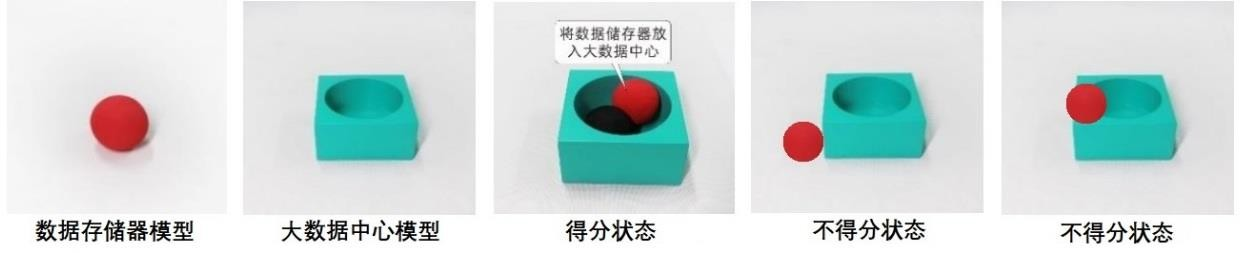 将数据储存器放
入大数据中心
数据存储器模型
大数据中心模型
得分状态
不得分状态
不得分状态